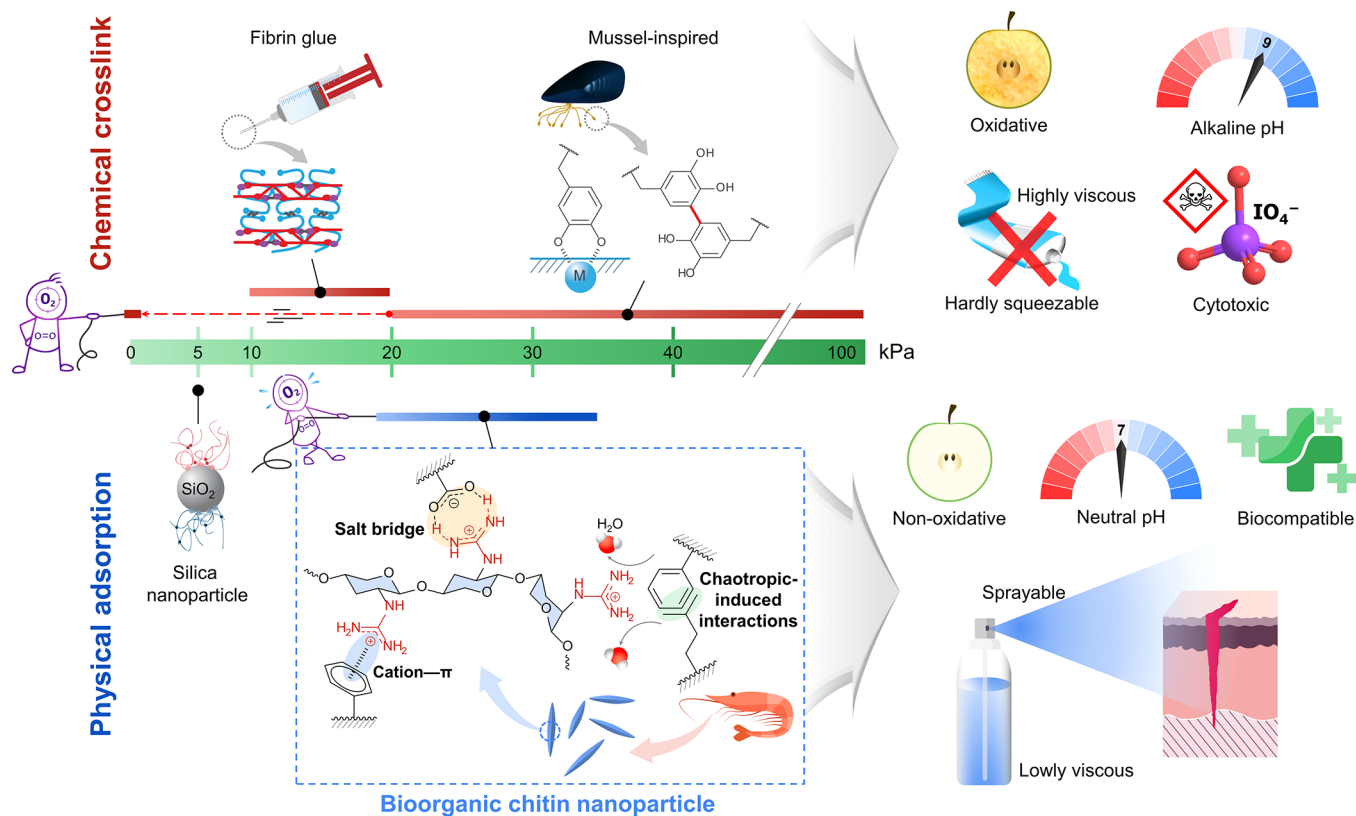 Chemical crosslink
Fibrin glue
Mussel-inspired
OH
OH
HO
HO
O
O
M
Oxidative
9
Alkaline pH
Highly viscous
Hardly squeezable
IO₄⁻
Cytotoxic
O₂
O=O
0
5
10
20
30
40
100
kPa
Physical adsorption
O₂
O=O
SiO₂
Silica
nanoparticle
O
O
⊖
H
H
Salt bridge
⊕
NH
NH
NH
H₂O
O
O
O
O
O
O
H
N
NH₂
⊕
NH₂
NH
H₂N
NH₂
⊕
Cation—π
Chaotropic-
induced
interactions
Bioorganic chitin nanoparticle
Non-oxidative
7
Neutral pH
Biocompatible
Sprayable
Lowly viscous